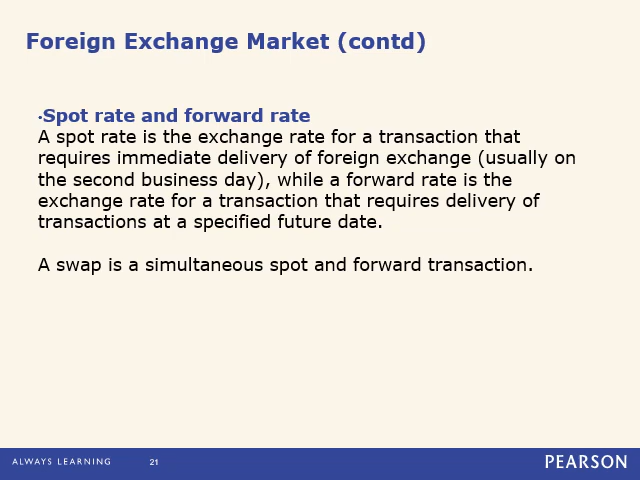 Foreign Exchange Market (contd)
•Spot rate and forward rate
A spot rate is the exchange rate for a transaction that
requires immediate delivery of foreign exchange (usually on
the second business day), while a forward rate is the
exchange rate for a transaction that requires delivery of
transactions at a specified future date.
A swap is a simultaneous spot and forward transaction.
ALWAYS LEARNING 21 PEARSON